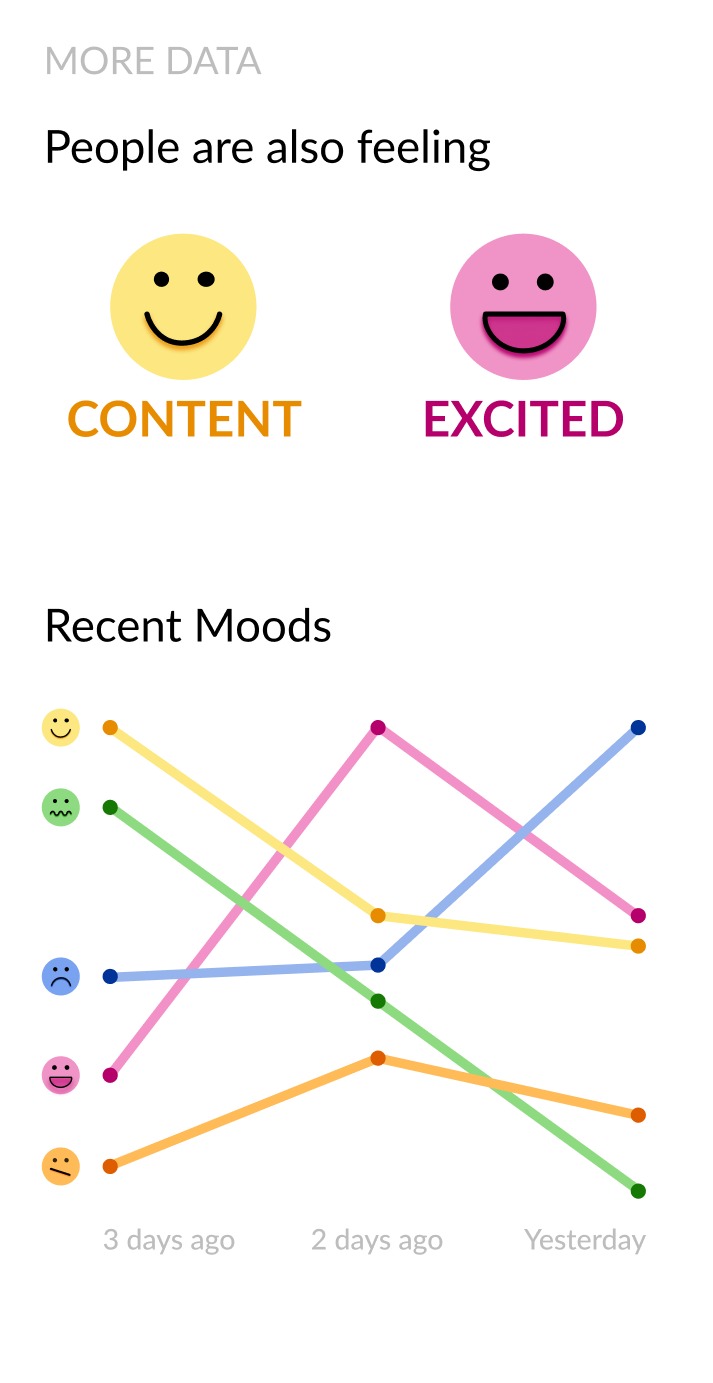 MORE DATA
People are also feeling
CONTENT
EXCITED
Recent Moods
3 days ago
2 days ago
Yesterday